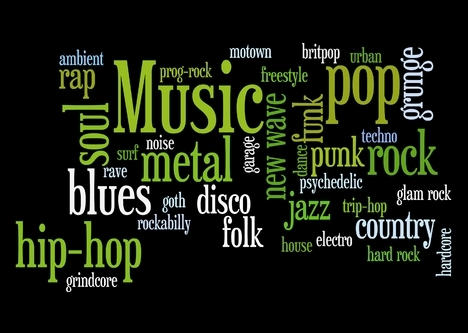 ambient
motown
britpop
urban
rap
prog-rock
freestyle
pop
grunge
Music
soul
funk
new wave
techno
surf
noise
garage
dance
punk
rock
metal
rave
psychedelic
blues
goth
disco
jazz
trip-hop
glam rock
rockabilly
folk
country
hip-hop
house
electro
hard rock
hardcore
grindcore